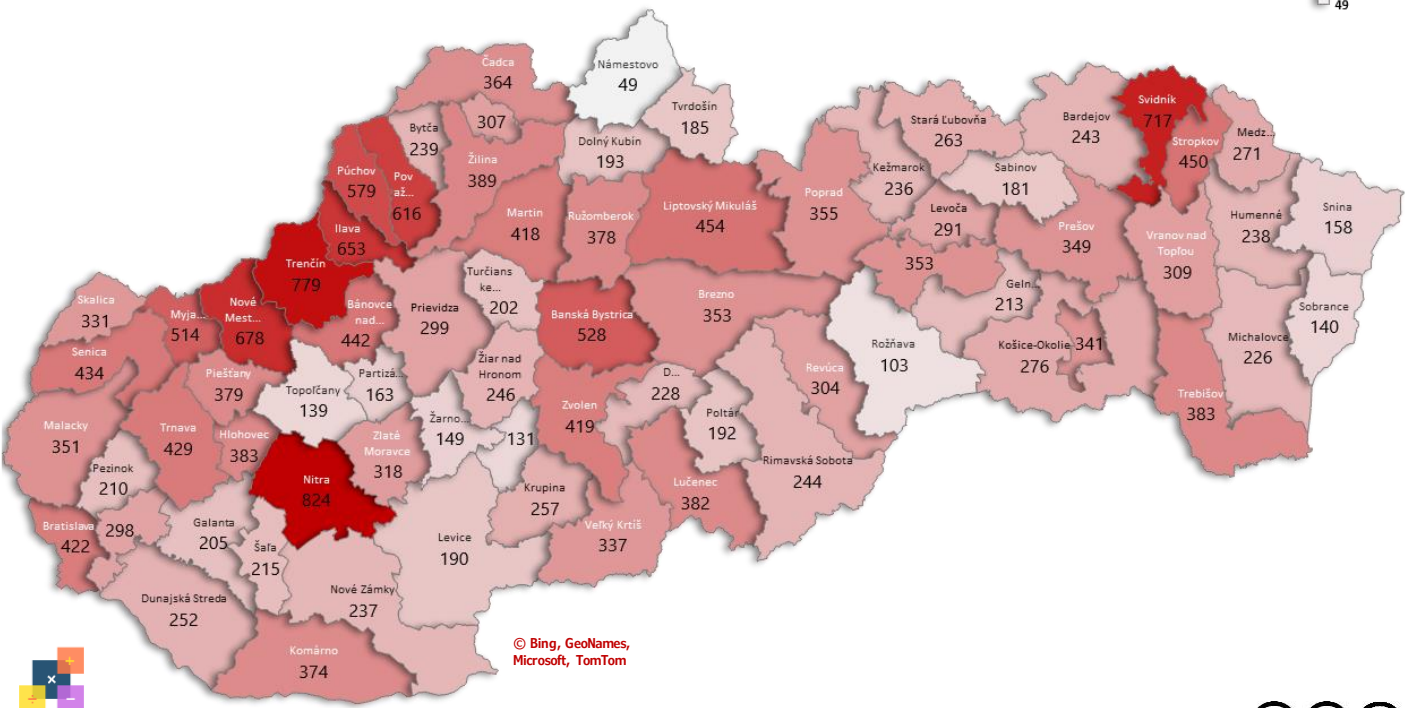 49
Čadca
364
Námestovo
49
Tvrdošín
185
Bytča
239
307
Dolný Kubín
193
Žilina
389
Púchov
579
Pov
až...
616
Ilava
653
Martin
418
Ružomberok
378
Liptovský Mikuláš
454
Poprad
355
Kežmarok
236
Stará Ľubovňa
263
Levoča
291
Sabinov
181
Bardejov
243
Svidník
717
Stropkov
450
Medz...
271
Prešov
349
Vranov nad
Topľou
309
Humenné
238
Snina
158
Trenčín
779
Skalica
331
Myja...
514
Nové
Mest...
678
Bánovce
nad...
442
Prievidza
299
Turčians
ke...
202
Banská Bystrica
528
Brezno
353
353
Geln...
213
Sobrance
140
Michalovce
226
Košice-Okolie
276
341
Rožňava
103
Senica
434
Piešťany
379
Topoľčany
139
Partizá...
163
Žiar nad
Hronom
246
D...
228
Revúca
304
Trebišov
383
Malacky
351
Trnava
429
Hlohovec
383
Zlaté
Moravce
318
Žarno...
149
131
Zvolen
419
Poltár
192
Rimavská Sobota
244
Pezinok
210
Nitra
824
Krupina
257
Lučenec
382
Bratislava
422
298
Galanta
205
Šaľa
215
Levice
190
Veľký Krtíš
337
Dunajská Streda
252
Nové Zámky
237
Komárno
374
© Bing, GeoNames,
Microsoft, TomTom